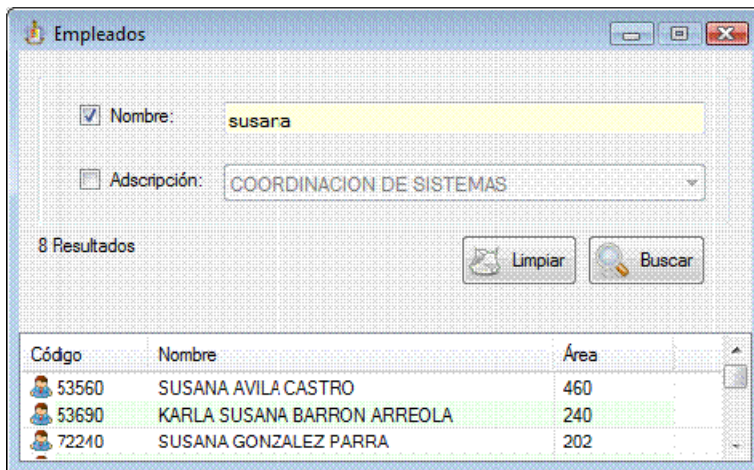 Empleados
Nombre: susana
Adscripción: COORDINACION DE SISTEMAS
8 Resultados Limpiar Buscar
Código Nombre Área
53560 SUSANA AVILA CASTRO 460
53690 KARLA SUSANA BARRON ARREOLA 240
72240 SUSANA GONZALEZ PARRA 202